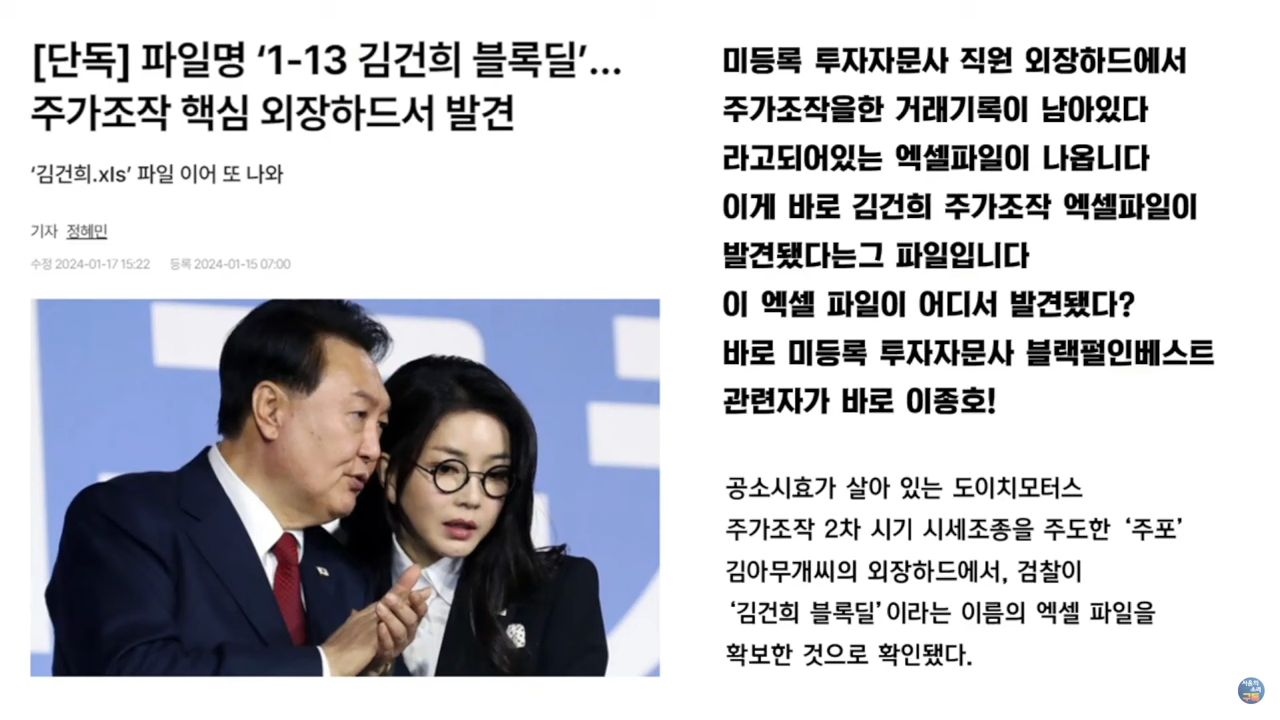 [단독] 파일명 ‘1-13 김건희 블록딜’…
주가조작 핵심 외장하드서 발견
‘김건희.xls’ 파일 이어 또 나와
기자 정혜민
수정 2024-01-17 15:22 등록 2024-01-15 07:00
미등록 투자자문사 직원 외장하드에서
주가조작을한 거래기록이 남아있다
라고되어있는 엑셀파일이 나옵니다
이게 바로 김건희 주가조작 엑셀파일이
발견됐다는그 파일입니다
이 엑셀 파일이 어디서 발견됐다?
바로 미등록 투자자문사 블랙펄인베스트
관련자가 바로 이종호!
공소시효가 살아 있는 도이치모터스
주가조작 2차 시기 시세조종을 주도한 ‘주포’
김아무개씨의 외장하드에서, 검찰이
‘김건희 블록딜’이라는 이름의 엑셀 파일을
확보한 것으로 확인됐다.
서울의
소리
구독